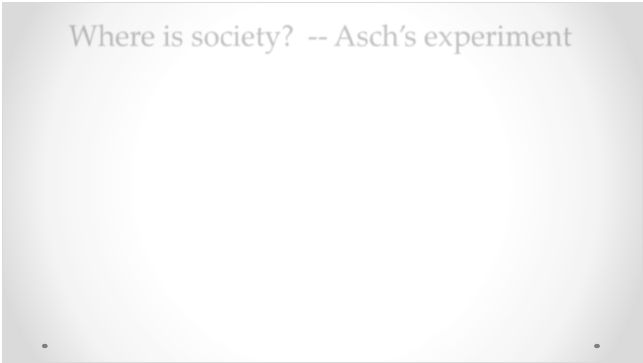 Where is society?  -- Asch’s experiment